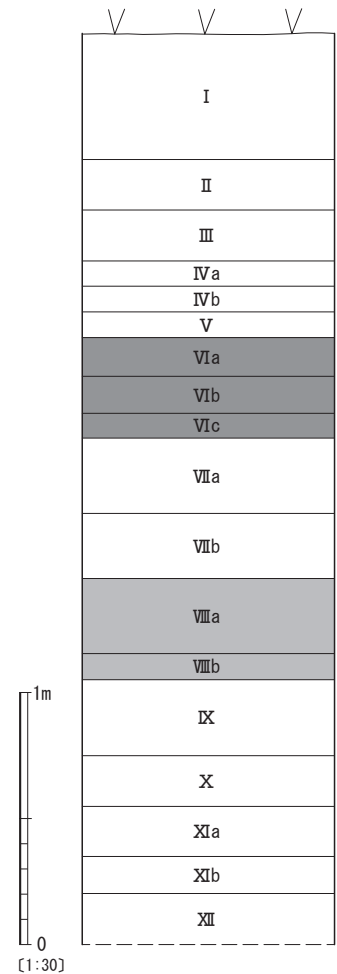 Ⅰ
Ⅱ
Ⅲ
Ⅳa
Ⅳb
Ⅴ
Ⅵa
Ⅵb
Ⅵc
Ⅶa
Ⅶb
Ⅷa
Ⅷb
Ⅸ
Ⅹ
Ⅺa
Ⅺb
Ⅻ
1m
0
〔1:30〕